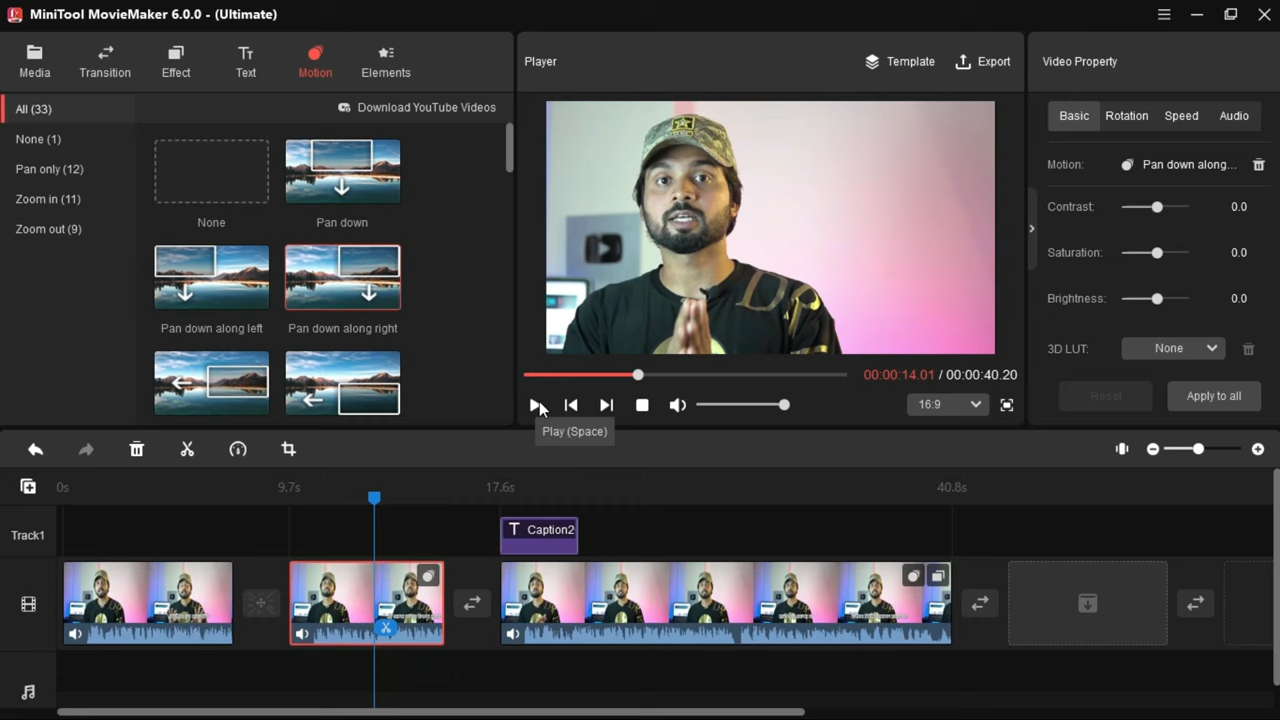 MiniTool MovieMaker 6.0.0 - (Ultimate)
Media
Transition
Effect
Text
Motion
Elements
Player
Template
Export
Video Property
All (33)
Download YouTube Videos
None (1)
Pan only (12)
Zoom in (11)
Zoom out (9)
None
Pan down
Pan down along left
Pan down along right
Basic
Rotation
Speed
Audio
Motion:
Pan down along...
Contrast:
0.0
Saturation:
0.0
Brightness:
0.0
3D LUT:
None
Reset
Apply to all
00:00:14.01 / 00:00:40.20
16:9
Play (Space)
0s
9.7s
17.6s
40.8s
Track1
T Caption2